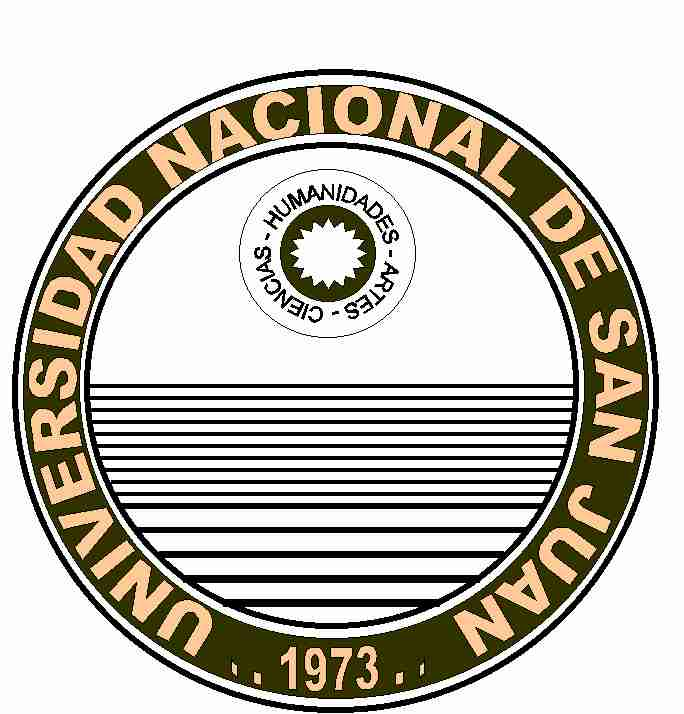 UNIVERSIDAD NACIONAL DE SAN JUAN
HUMANIDADES - ARTES - CIENCIAS -
. . 1973 . .